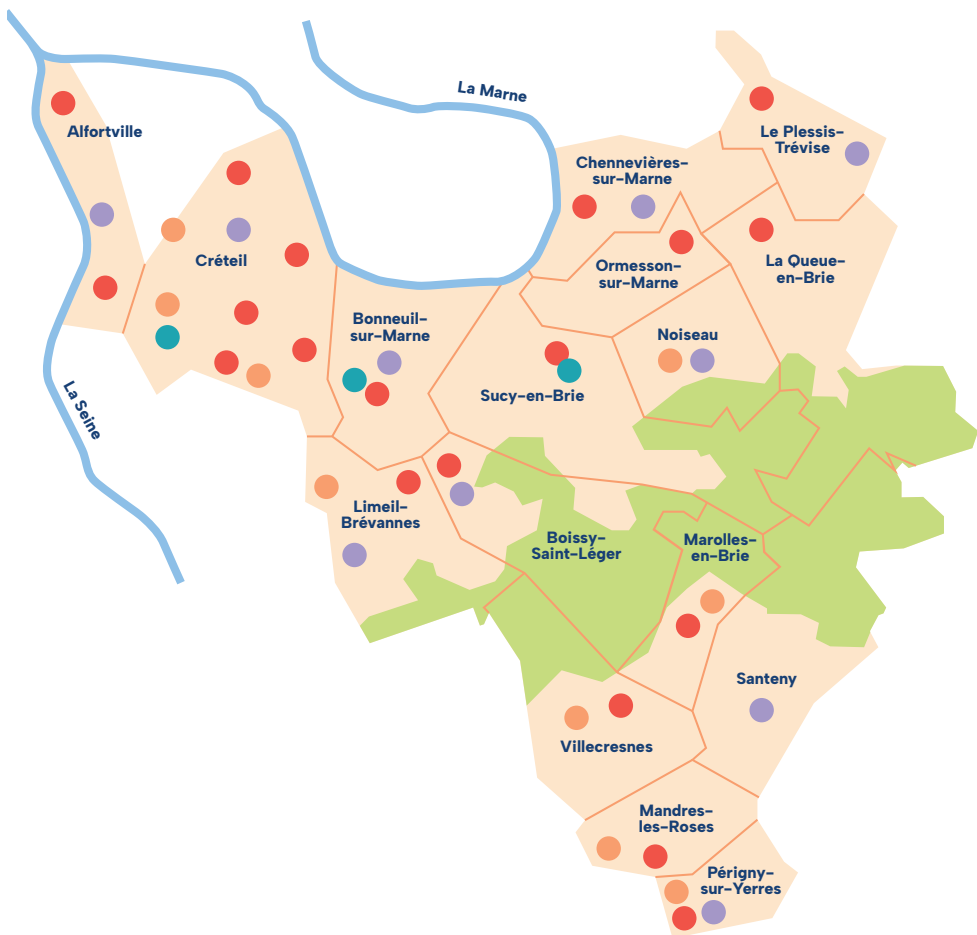 La Marne
Alfortville
Le Plessis-
Trévise
Chennevières-
sur-Marne
Créteil
Ormesson-
sur-Marne
La Queue-
en-Brie
Bonneuil-
sur-Marne
Noiseau
La Seine
Sucy-en-Brie
Limeil-
Brévannes
Boissy-
Saint-Léger
Marolles-
en-Brie
Santeny
Villecresnes
Mandres-
les-Roses
Périgny-
sur-Yerres